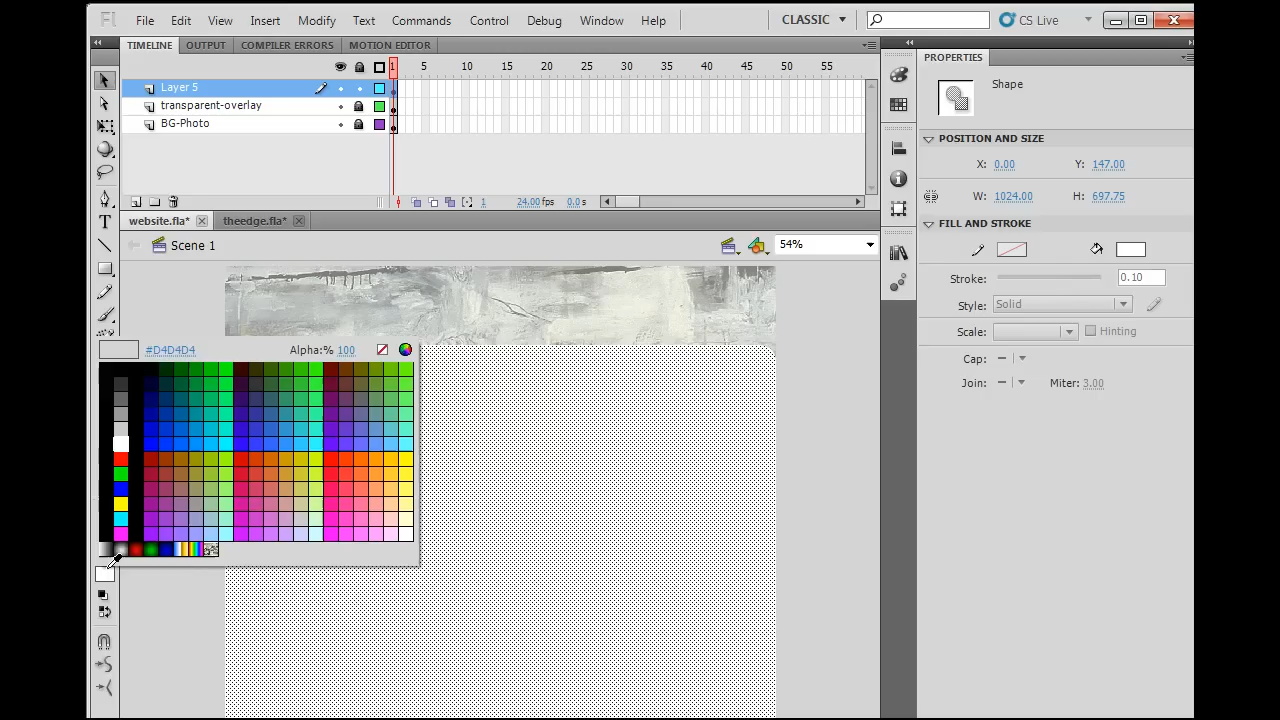 Fl File Edit View Insert Modify Text Commands Control Debug Window Help CLASSIC CS Live
TIMELINE OUTPUT COMPILER ERRORS MOTION EDITOR
1 5 10 15 20 25 30 35 40 45 50 55
Layer 5
transparent-overlay
BG-Photo
1 24.00 fps 0.0 s
website.fla* theedge.fla*
Scene 1 54%
#D4D4D4 Alpha:% 100
PROPERTIES
Shape
POSITION AND SIZE
X: 0.00 Y: 147.00
W: 1024.00 H: 697.75
FILL AND STROKE
Stroke: 0.10
Style: Solid
Scale: Hinting
Cap:
Join: Miter: 3.00